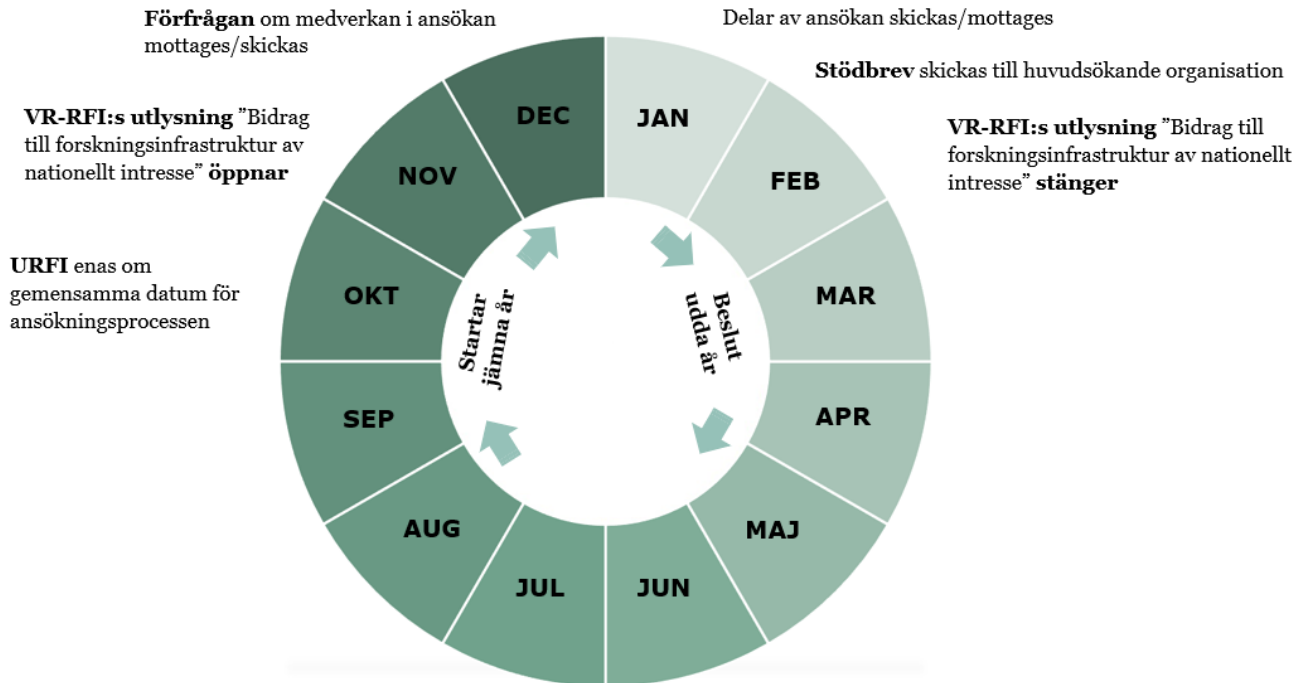 Förfrågan om medverkan i ansökan
mottages/skickas
Delar av ansökan skickas/mottages
Stödbrev skickas till huvudsökande organisation
VR-RFI:s utlysning ”Bidrag
till forskningsinfrastruktur av
nationellt intresse” öppnar
VR-RFI:s utlysning ”Bidrag till
forskningsinfrastruktur av nationellt
intresse” stänger
URFI enas om
gemensamma datum för
ansökningsprocessen
JAN
FEB
MAR
APR
MAJ
JUN
JUL
AUG
SEP
OKT
NOV
DEC
Startar
jämna år
Beslut
udda år